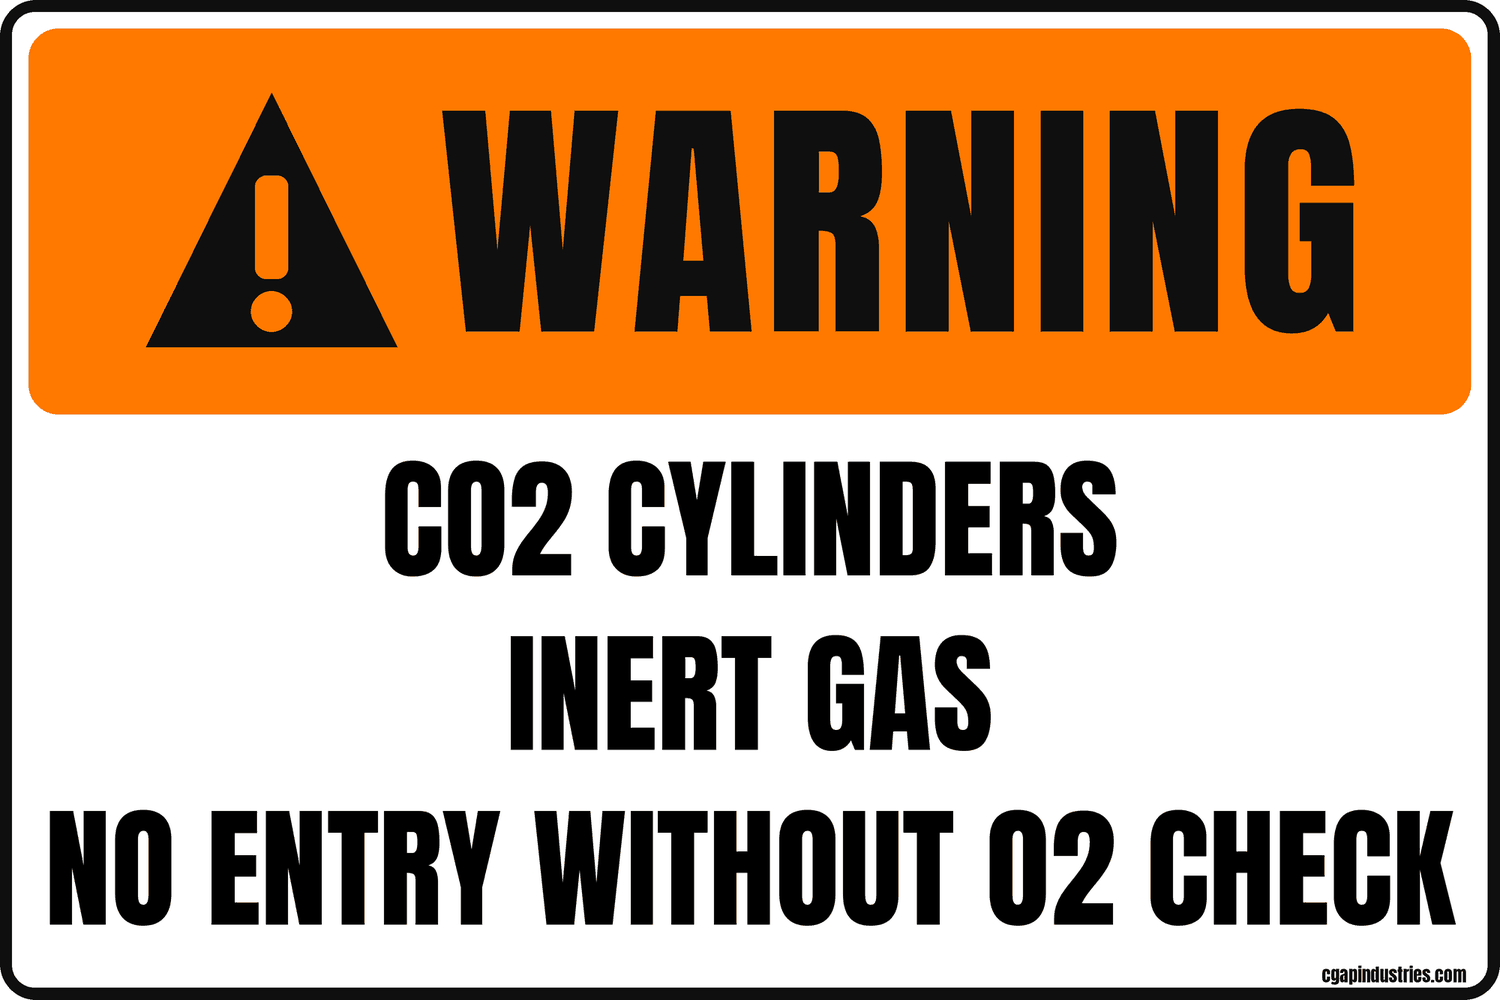 WARNING
CO2 CYLINDERS
INERT GAS
NO ENTRY WITHOUT O2 CHECK
cgapindustries.com